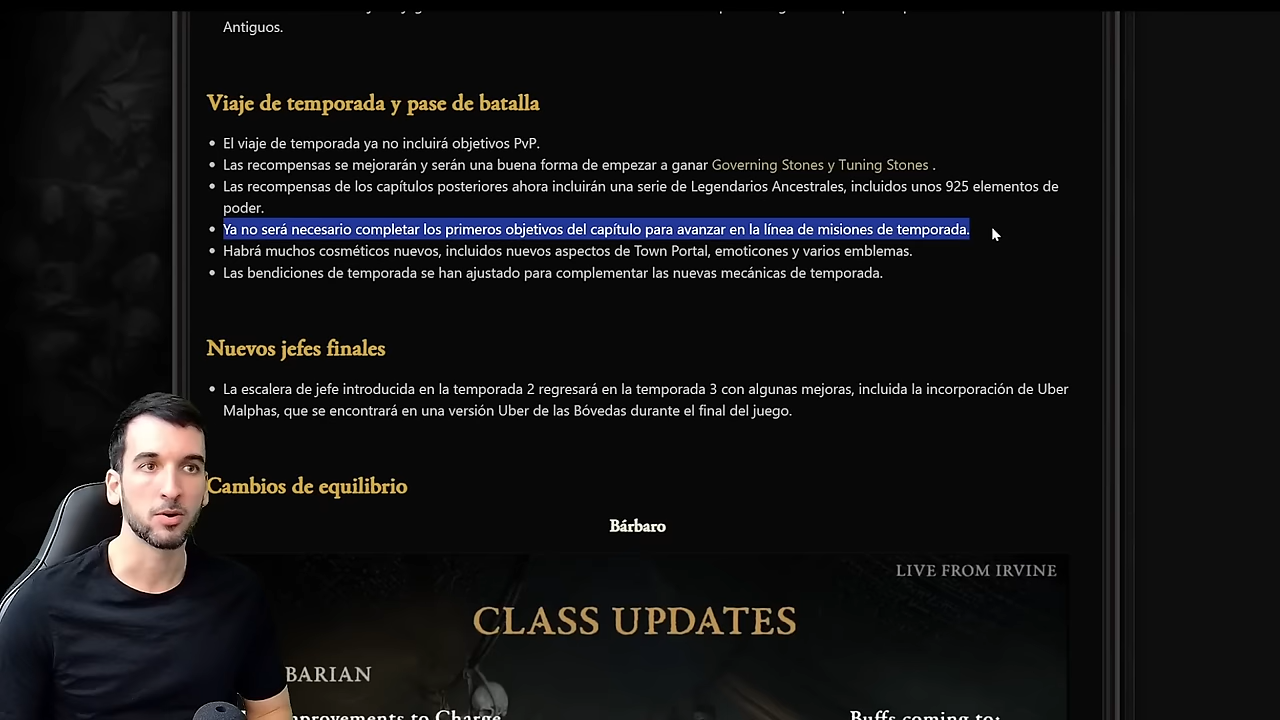 Antiguos.
Viaje de temporada y pase de batalla
El viaje de temporada ya no incluirá objetivos PvP.
Las recompensas se mejorarán y serán una buena forma de empezar a ganar Governing Stones y Tuning Stones .
Las recompensas de los capítulos posteriores ahora incluirán una serie de Legendarios Ancestrales, incluidos unos 925 elementos de
poder.
Ya no será necesario completar los primeros objetivos del capítulo para avanzar en la línea de misiones de temporada.
Habrá muchos cosméticos nuevos, incluidos nuevos aspectos de Town Portal, emoticones y varios emblemas.
Las bendiciones de temporada se han ajustado para complementar las nuevas mecánicas de temporada.
Nuevos jefes finales
La escalera de jefe introducida en la temporada 2 regresará en la temporada 3 con algunas mejoras, incluida la incorporación de Uber
Malphas, que se encontrará en una versión Uber de las Bóvedas durante el final del juego.
Cambios de equilibrio
Bárbaro
LIVE FROM IRVINE
CLASS UPDATES
BARIAN
mprovements to Charge
Buffs coming to: